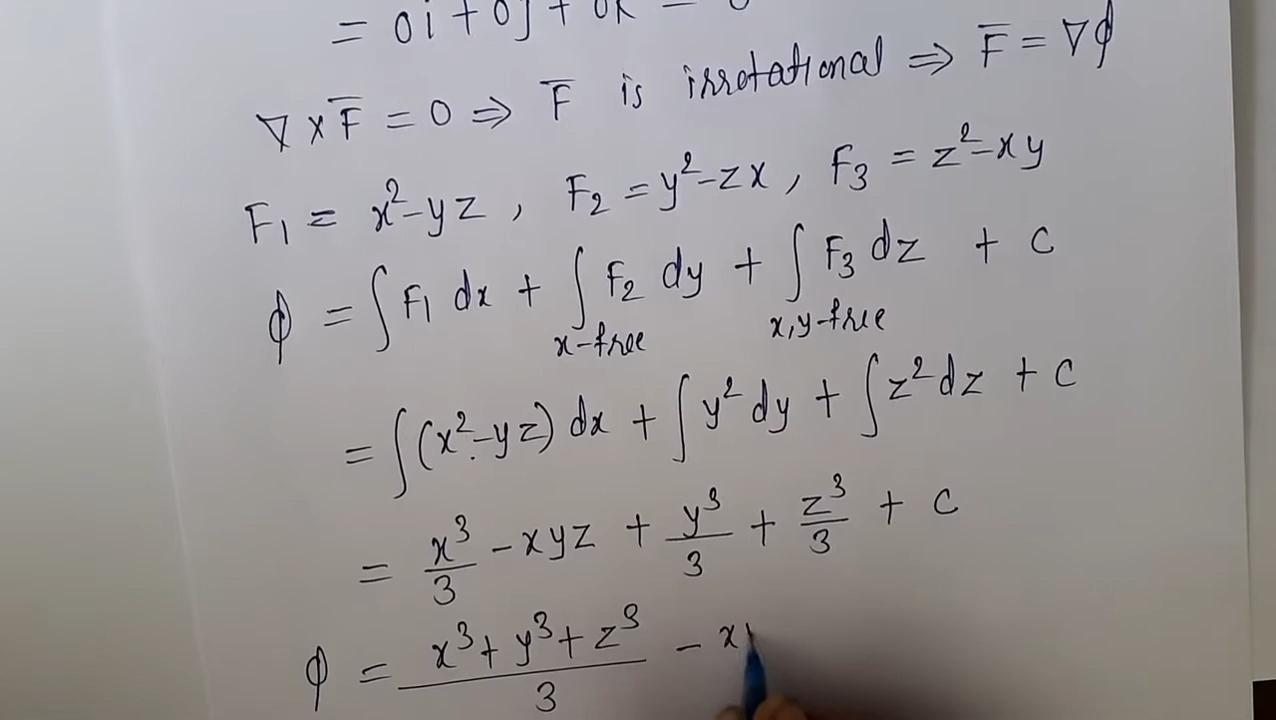 = 0i + 0j + 0k = 0
∇ × F̅ = 0 ⇒ F̅ is irrotational ⇒ F̅ = ∇ϕ
F₁ = x² - yz , F₂ = y² - zx , F₃ = z² - xy
ϕ = ∫ F₁ dx + ∫ F₂ dy + ∫ F₃ dz + c
x-free x,y-free
= ∫ (x² - yz) dx + ∫ y² dy + ∫ z² dz + c
= x³/3 - xyz + y³/3 + z³/3 + c
ϕ = x³ + y³ + z³ / 3 - x